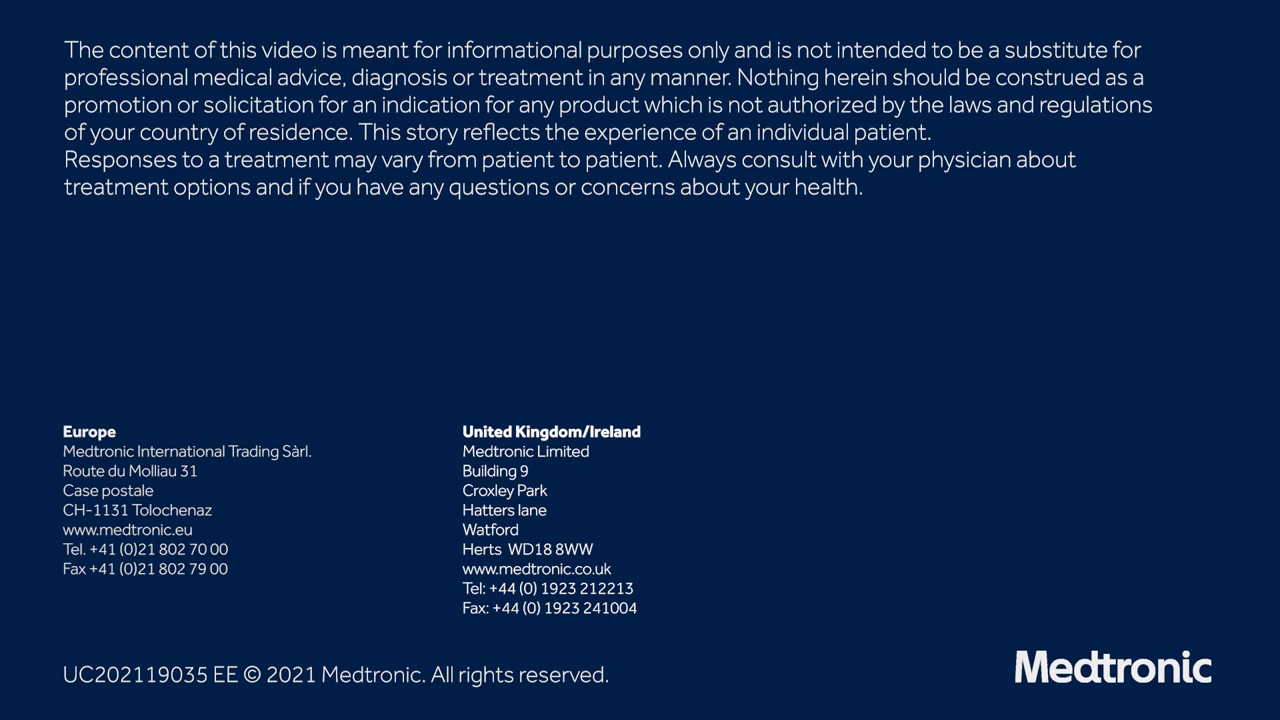 The content of this video is meant for informational purposes only and is not intended to be a substitute for
professional medical advice, diagnosis or treatment in any manner. Nothing herein should be construed as a
promotion or solicitation for an indication for any product which is not authorized by the laws and regulations
of your country of residence. This story reflects the experience of an individual patient.
Responses to a treatment may vary from patient to patient. Always consult with your physician about
treatment options and if you have any questions or concerns about your health.
Europe
Medtronic International Trading Sàrl.
Route du Molliau 31
Case postale
CH-1131 Tolochenaz
www.medtronic.eu
Tel. +41 (0)21 802 70 00
Fax +41 (0)21 802 79 00
United Kingdom/Ireland
Medtronic Limited
Building 9
Croxley Park
Hatters lane
Watford
Herts  WD18 8WW
www.medtronic.co.uk
Tel: +44 (0) 1923 212213
Fax: +44 (0) 1923 241004
UC202119035 EE © 2021 Medtronic. All rights reserved.
Medtronic